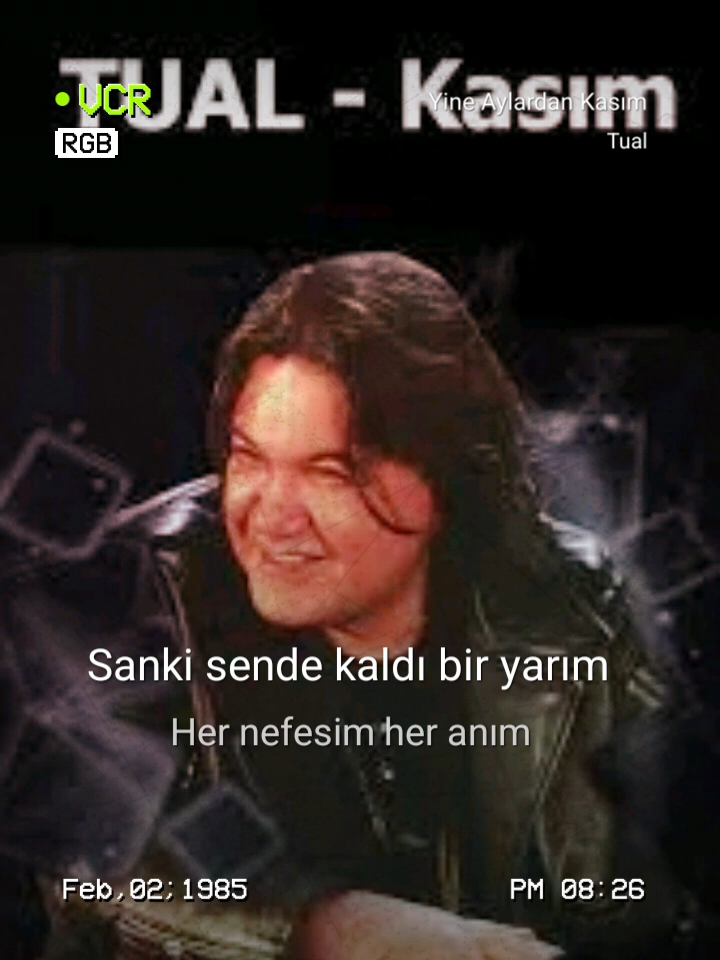 TUAL - Kasım
VCR
Yine Aylardan Kasım
RGB
Tual
Sanki sende kaldı bir yarım
Her nefesim her anım
Feb,02;1985
PM 08:26